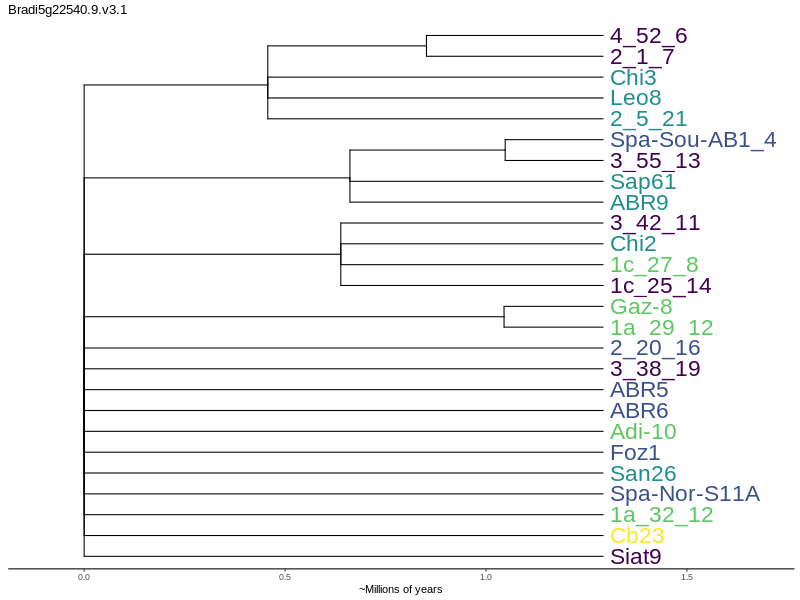 Bradi5g22540.9.v3.1
4_52_6
2_1_7
Chi3
Leo8
2_5_21
Spa-Sou-AB1_4
3_55_13
Sap61
ABR9
3_42_11
Chi2
1c_27_8
1c_25_14
Gaz-8
1a_29_12
2_20_16
3_38_19
ABR5
ABR6
Adi-10
Foz1
San26
Spa-Nor-S11A
1a_32_12
Cb23
Siat9
0.0 0.5 1.0 1.5
~Millions of years